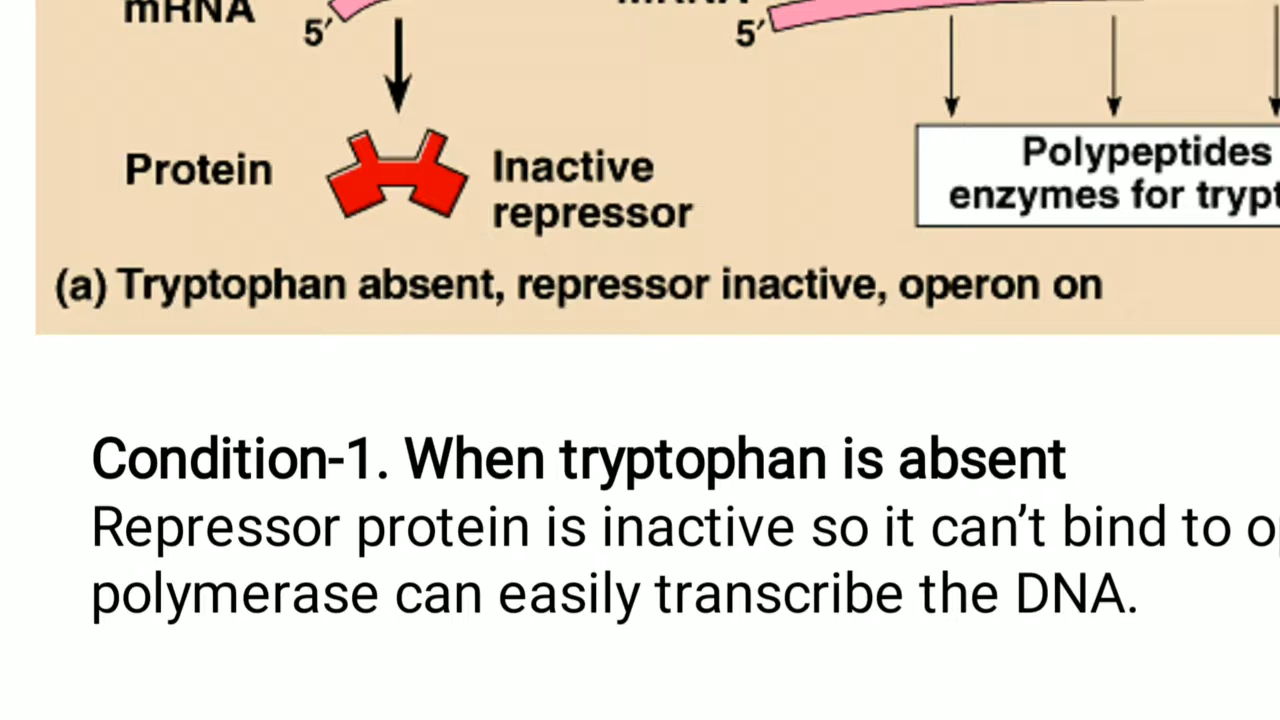 mRNA
5′
5′
Protein
Inactive
repressor
Polypeptides
enzymes for
(a) Tryptophan absent, repressor inactive, operon on
Condition-1. When tryptophan is absent
Repressor protein is inactive so it can’t bind to
polymerase can easily transcribe the DNA.